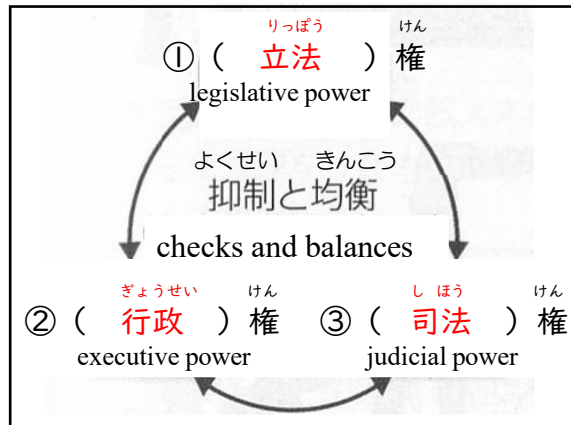 りっぽう けん
① ( 立法 ) 権
legislative power
よくせい きんこう
抑制と均衡
checks and balances
ぎょうせい けん し ほう けん
② ( 行政 ) 権 ③ ( 司法 ) 権
executive power judicial power